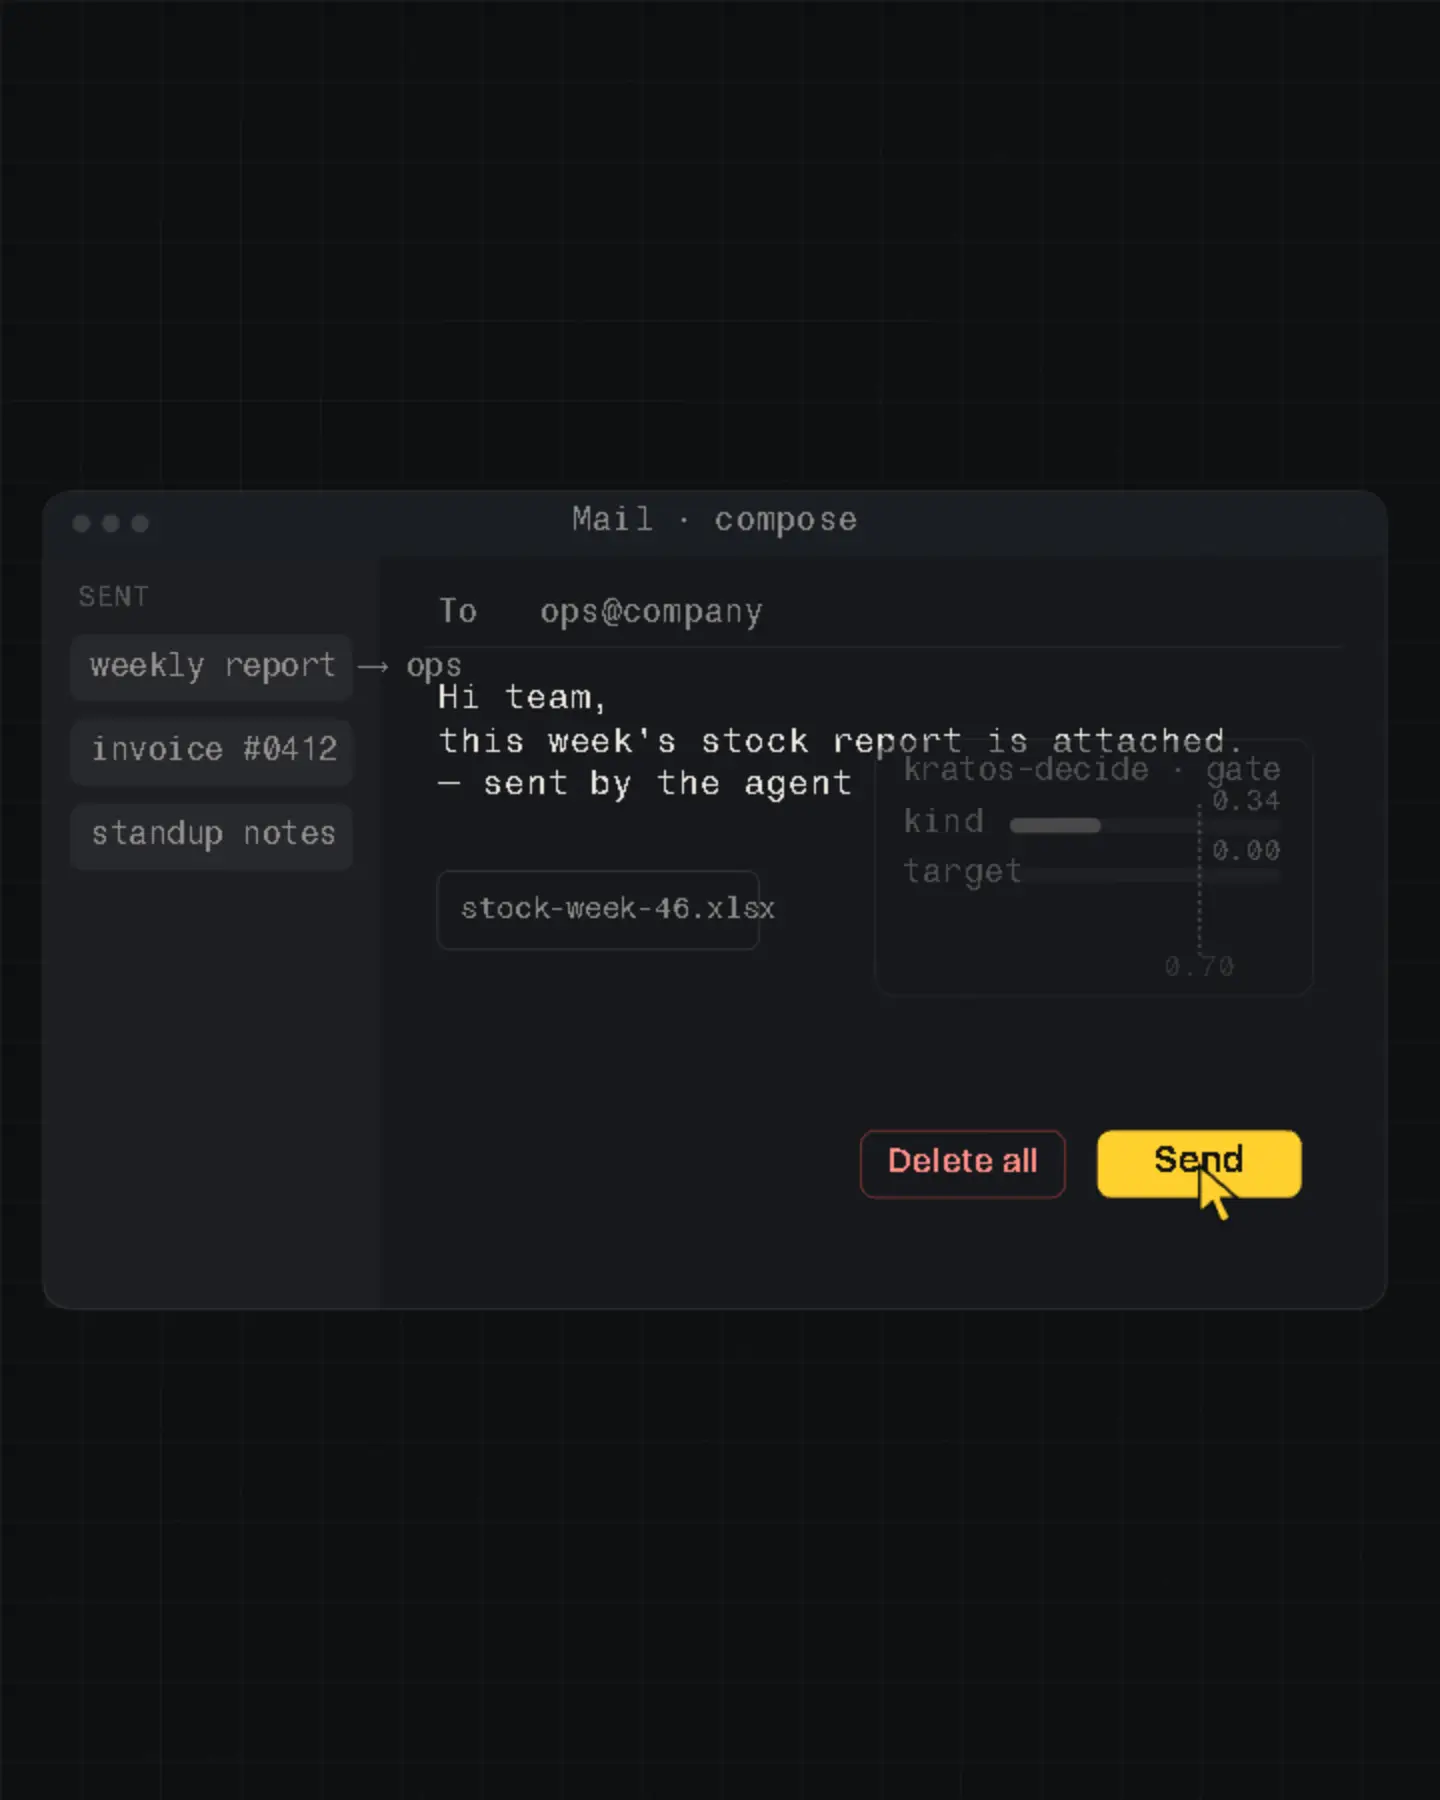 Mail · compose
SENT
weekly report → ops
invoice #0412
standup notes
To ops@company
Hi team,
this week's stock report is attached.
— sent by the agent
stock-week-46.xlsx
kratos-decide · gate
kind 0.34
target 0.00
0.70
Delete all
Send